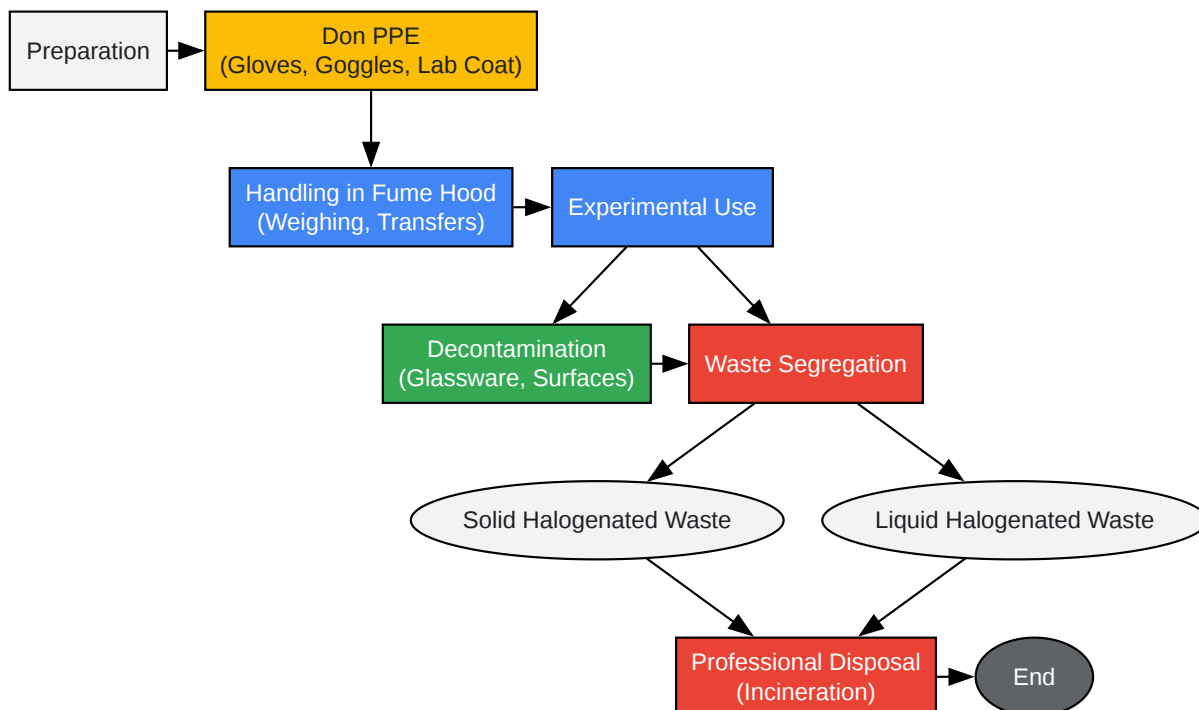 Preparation
Don PPE
(Gloves, Goggles, Lab Coat)
Handling in Fume Hood
(Weighing, Transfers)
Experimental Use
Decontamination
(Glassware, Surfaces)
Waste Segregation
Solid Halogenated Waste
Liquid Halogenated Waste
Professional Disposal
(Incineration)
End